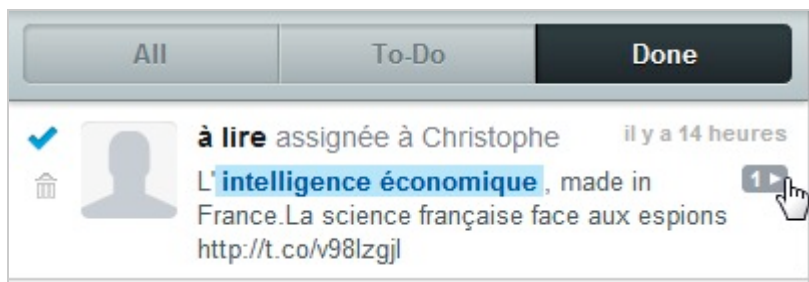 All To-Do Done
à lire assignée à Christophe il y a 14 heures
L'intelligence économique, made in 1
France.La science française face aux espions
http://t.co/v98lzgjl